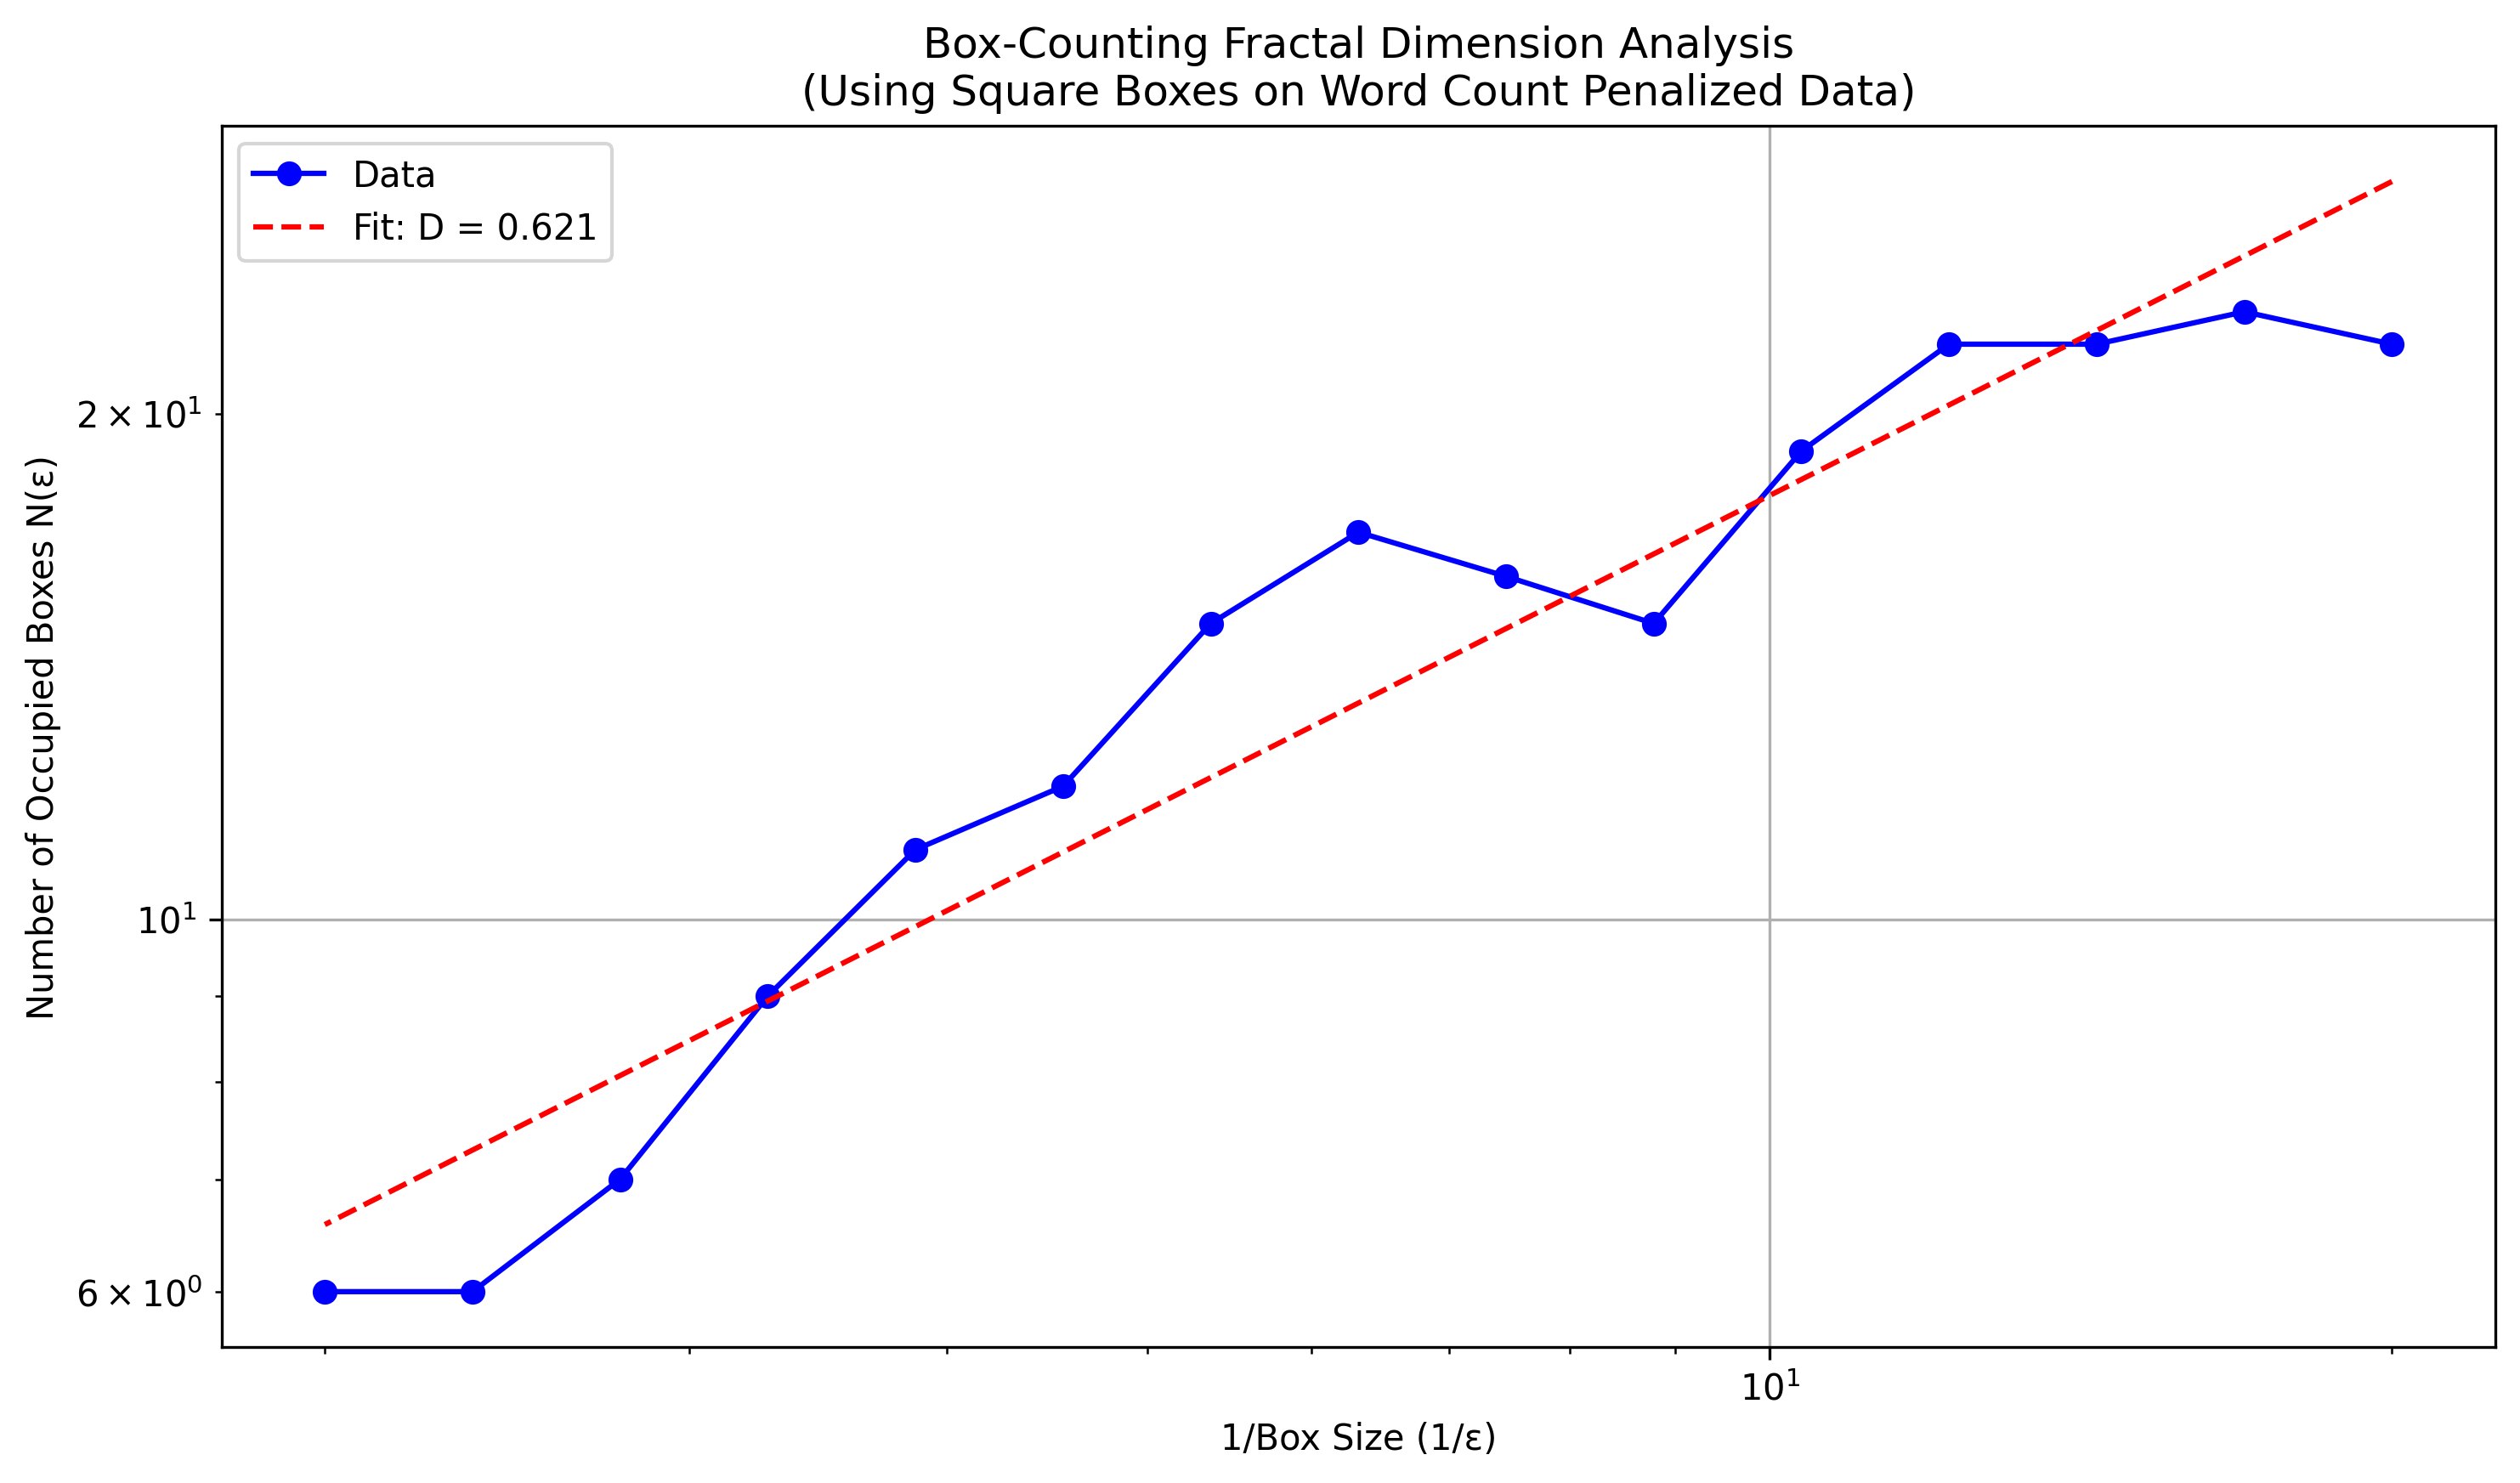 Box-Counting Fractal Dimension Analysis
(Using Square Boxes on Word Count Penalized Data)
Data
Fit: D = 0.621
Number of Occupied Boxes N(ε)
2 × 10¹
10¹
6 × 10⁰
10¹
1/Box Size (1/ε)